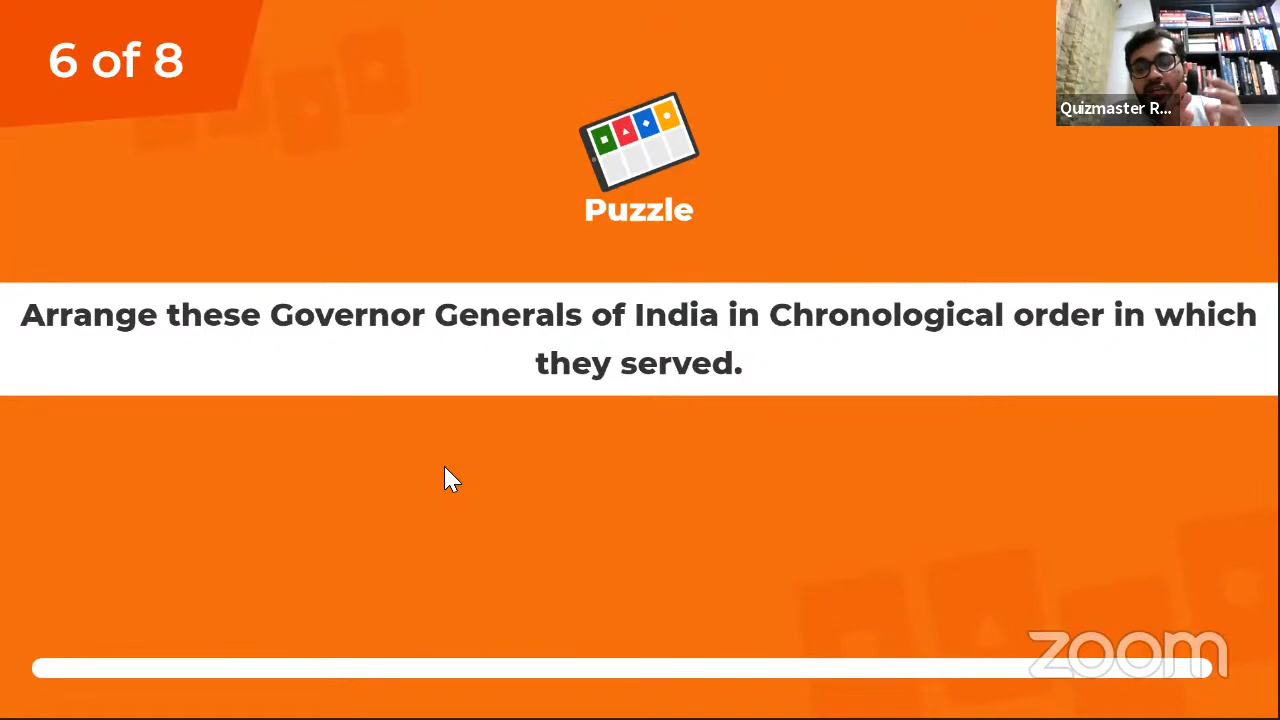 6 of 8
Quizmaster R...
Puzzle
Arrange these Governor Generals of India in Chronological order in which
they served.
zoom